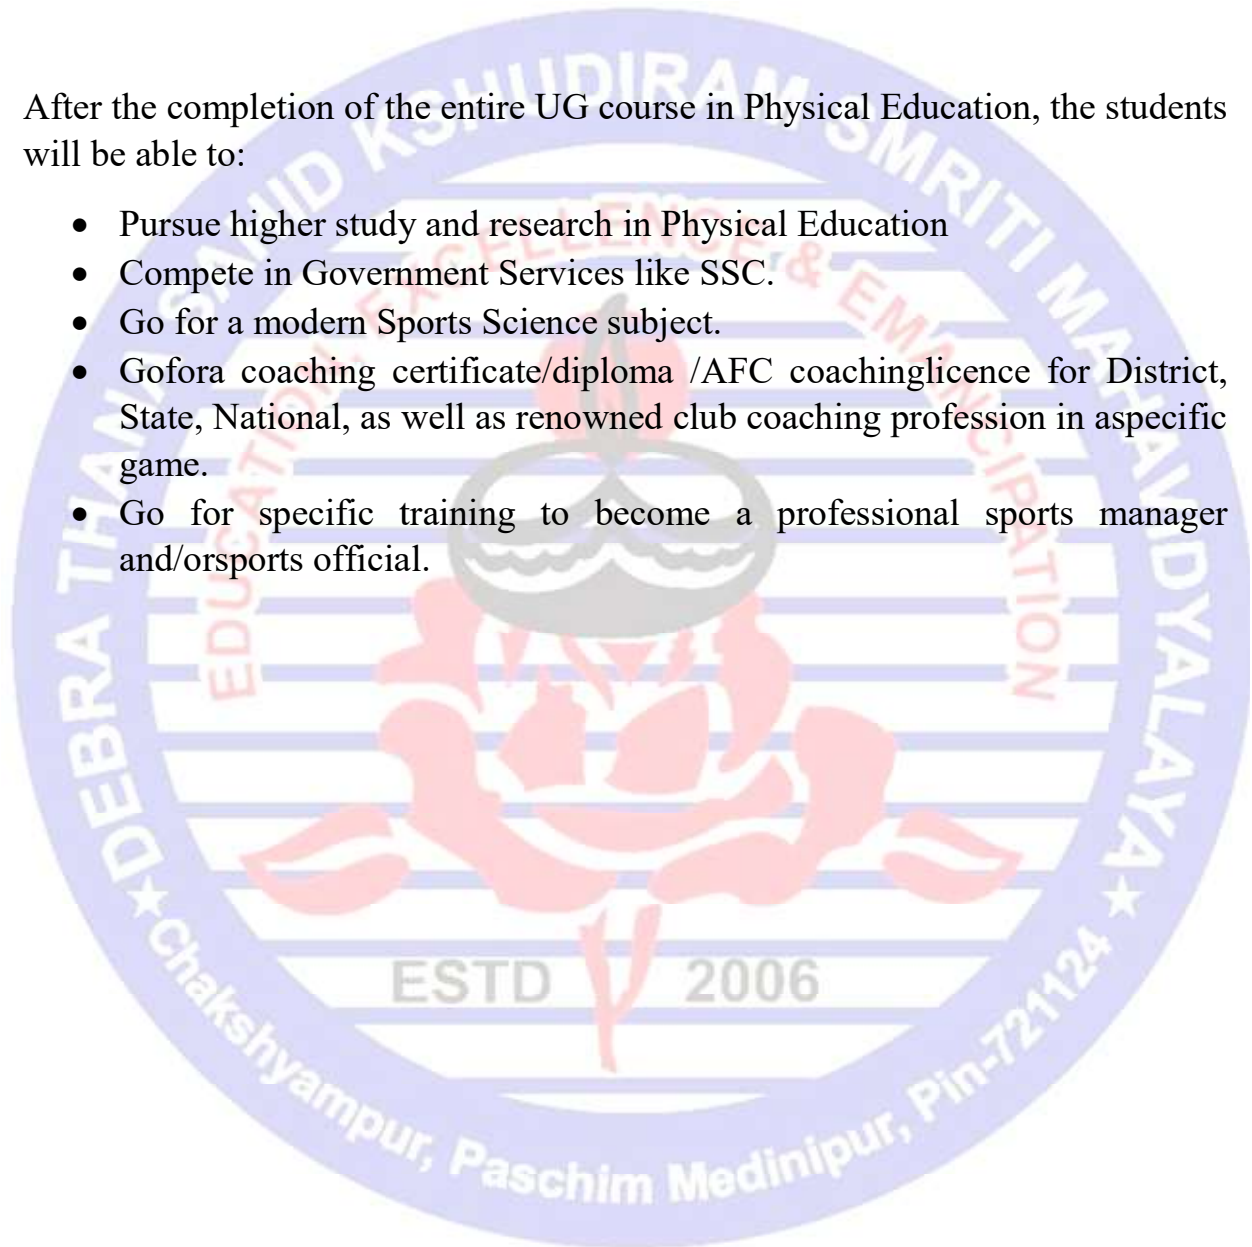 After the completion of the entire UG course in Physical Education, the students
will be able to:
• Pursue higher study and research in Physical Education
• Compete in Government Services like SSC.
• Go for a modern Sports Science subject.
• Gofora coaching certificate/diploma /AFC coachinglicence for District,
State, National, as well as renowned club coaching profession in aspecific
game.
• Go for specific training to become a professional sports manager
and/orsports official.
DEBRA THANA SAHID KSHUDIRAM SMRITI MAHAVIDYALAYA
EDUCATION, EXCELLENCE & EMANCIPATION
ESTD 2006
Chakshyampur, Paschim Medinipur, Pin-721124